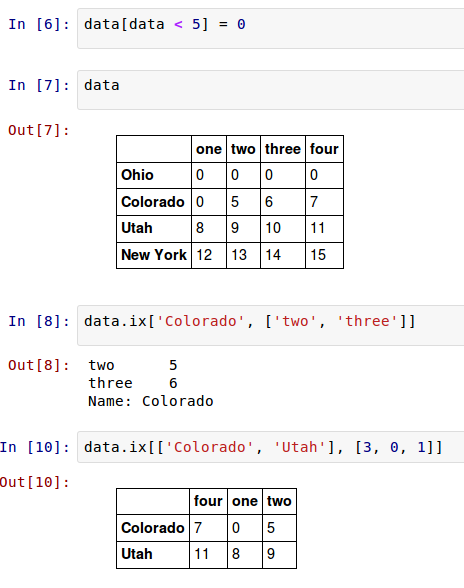 In [6]: data[data < 5] = 0
In [7]: data
Out[7]:
one two three four
Ohio 0 0 0 0
Colorado 0 5 6 7
Utah 8 9 10 11
New York 12 13 14 15
In [8]: data.ix['Colorado', ['two', 'three']]
Out[8]: two 5
three 6
Name: Colorado
In [10]: data.ix[['Colorado', 'Utah'], [3, 0, 1]]
Out[10]:
four one two
Colorado 7 0 5
Utah 11 8 9